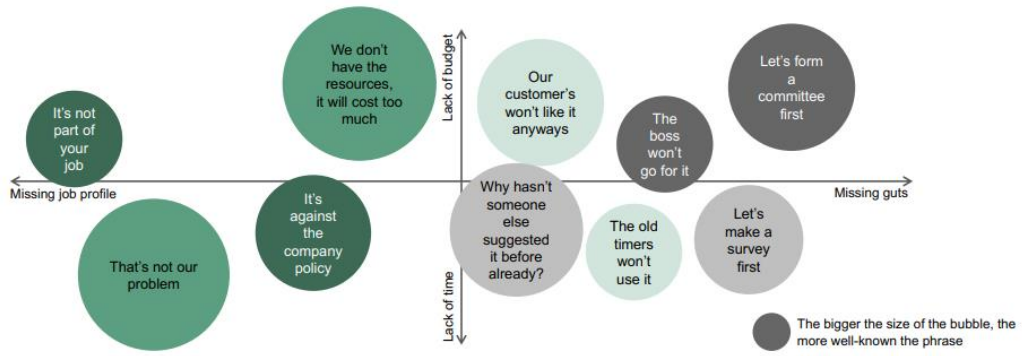 We don't
have the
resources,
it will cost too
much
Lack of budget
Our
customer's
won't like it
anyways
Let's form
a
committee
first
It's not
part of
your
job
The
boss
won't
go for it
Missing job profile
Missing guts
It's
against
the
company
policy
Why hasn't
someone
else
suggested
it before
already?
The old
timers
won't
use it
Let's
make a
survey
first
That's not our
problem
Lack of time
The bigger the size of the bubble, the
more well-known the phrase